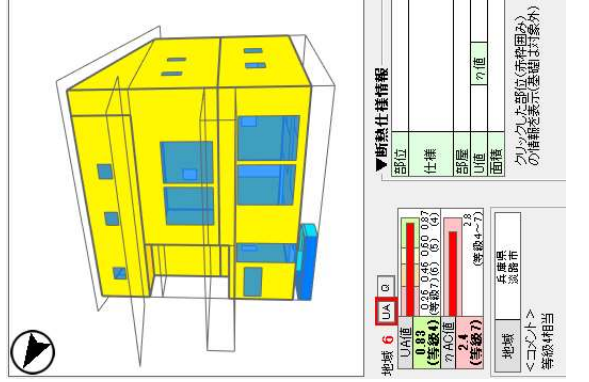 ▼断熱仕様情報
部位
仕様
部屋
U値
η値
面積
クリックした部位(赤枠囲み)
の情報を表示(基礎は対象外)
地域 6
UA
Q
UA値
0.83
(等級4)
0.26 0.46 0.60 0.87
(等級7)(6) (5) (4)
ηAC値
2.4
(等級7)
2.8
(等級4～7)
地域
兵庫県
淡路市
<コメント>
等級4相当